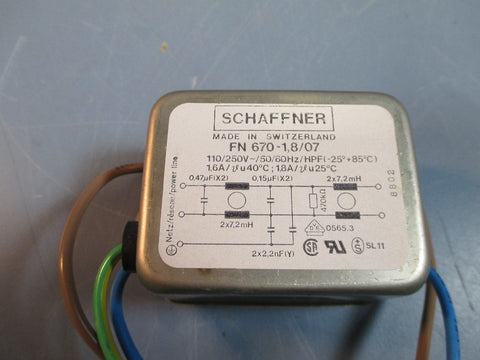 SCHAFFNER
MADE IN SWITZERLAND
FN 670-1,8/07
110/250V~/50/60Hz/HPF(-25°+85°C)
1.6A/ϑu40°C; 1.8A/ϑu25°C
0,47µF(X2) 0,15µF(X2) 2x7,2mH
Netz/réseau/power line
470kΩ
8802
2x7,2mH
0565.3
2x2,2nF(Y)
SL11